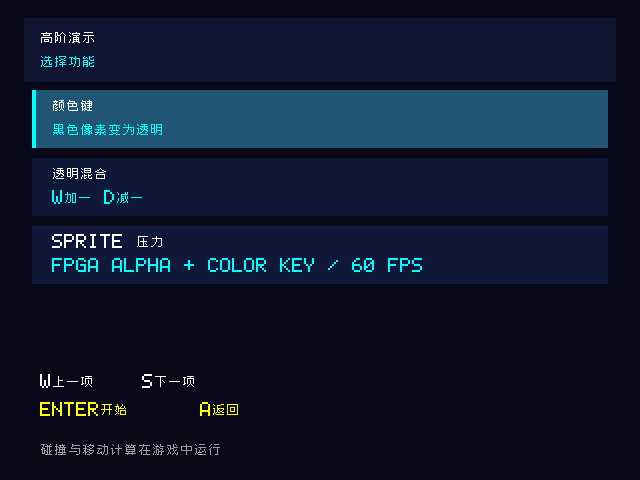 高阶演示
选择功能
颜色键
黑色像素变为透明
透明混合
W加一 D减一
SPRITE 压力
FPGA ALPHA + COLOR KEY / 60 FPS
W上一项 S下一项
ENTER开始 A返回
碰撞与移动计算在游戏中运行